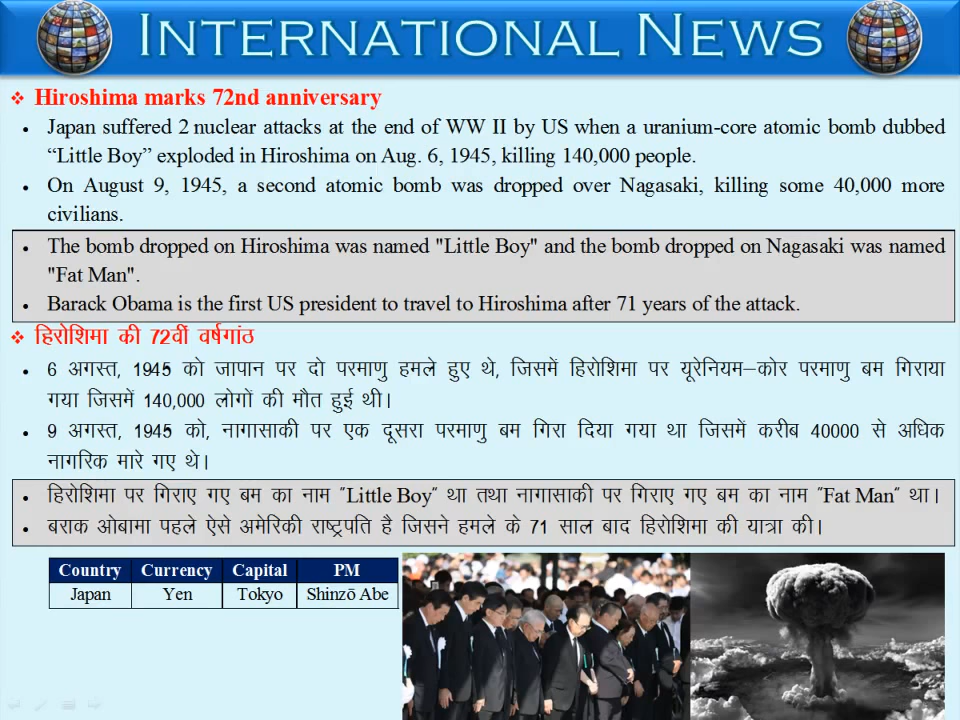 INTERNATIONAL NEWS
Hiroshima marks 72nd anniversary
Japan suffered 2 nuclear attacks at the end of WW II by US when a uranium-core atomic bomb dubbed
“Little Boy” exploded in Hiroshima on Aug. 6, 1945, killing 140,000 people.
On August 9, 1945, a second atomic bomb was dropped over Nagasaki, killing some 40,000 more
civilians.
The bomb dropped on Hiroshima was named "Little Boy" and the bomb dropped on Nagasaki was named
"Fat Man".
Barack Obama is the first US president to travel to Hiroshima after 71 years of the attack.
हिरोशिमा की 72वीं वर्षगांठ
6 अगस्त, 1945 को जापान पर दो परमाणु हमले हुए थे, जिसमें हिरोशिमा पर यूरेनियम–कोर परमाणु बम गिराया
गया जिसमें 140,000 लोगों की मौत हुई थी।
9 अगस्त, 1945 को, नागासाकी पर एक दूसरा परमाणु बम गिरा दिया गया था जिसमें करीब 40000 से अधिक
नागरिक मारे गए थे।
हिरोशिमा पर गिराए गए बम का नाम "Little Boy" था तथा नागासाकी पर गिराए गए बम का नाम "Fat Man" था।
बराक ओबामा पहले ऐसे अमेरिकी राष्ट्रपति है जिसने हमले के 71 साल बाद हिरोशिमा की यात्रा की।
Country Currency Capital PM
Japan Yen Tokyo Shinzō Abe